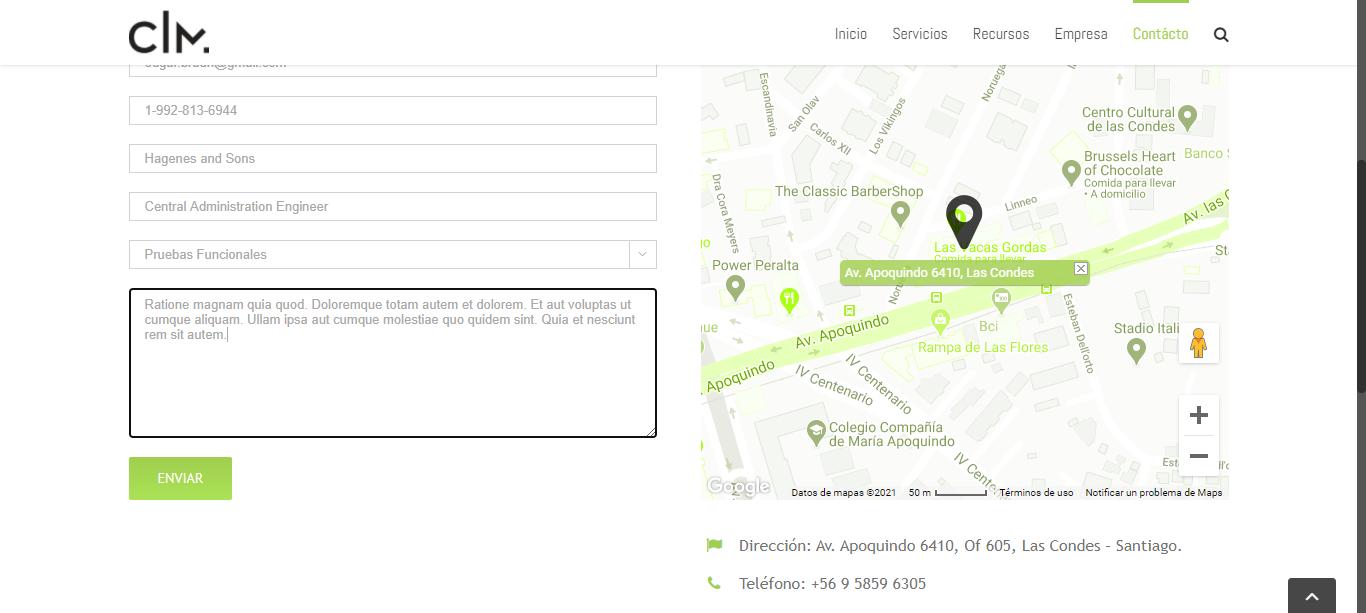 clm.
Inicio
Servicios
Recursos
Empresa
Contácto
1-992-813-6944
Hagenes and Sons
Central Administration Engineer
Pruebas Funcionales
Ratione magnam quia quod. Doloremque totam autem et dolorem. Et aut voluptas ut
cumque aliquam. Ullam ipsa aut cumque molestiae quo quidem sint. Quia et nesciunt
rem sit autem.
ENVIAR
Escandinavia
San Olav
Carlos XII
Los Vikingos
Noruega
Centro Cultural
de las Condes
Brussels Heart
of Chocolate
Comida para llevar
• A domicilio
Banco
Dra Cora Meyers
The Classic BarberShop
Linneo
Av. las
Las Vacas Gordas
Comida para llevar
Power Peralta
Av. Apoquindo 6410, Las Condes
Av. Apoquindo
Bci
Rampa de Las Flores
Esteban Dell'orto
Stadio Itali
Apoquindo
IV Centenario
IV Centenario
Colegio Compañía
de María Apoquindo
IV Cente
Google
Datos de mapas ©2021
50 m
Términos de uso
Notificar un problema de Maps
Dirección: Av. Apoquindo 6410, Of 605, Las Condes - Santiago.
Teléfono: +56 9 5859 6305